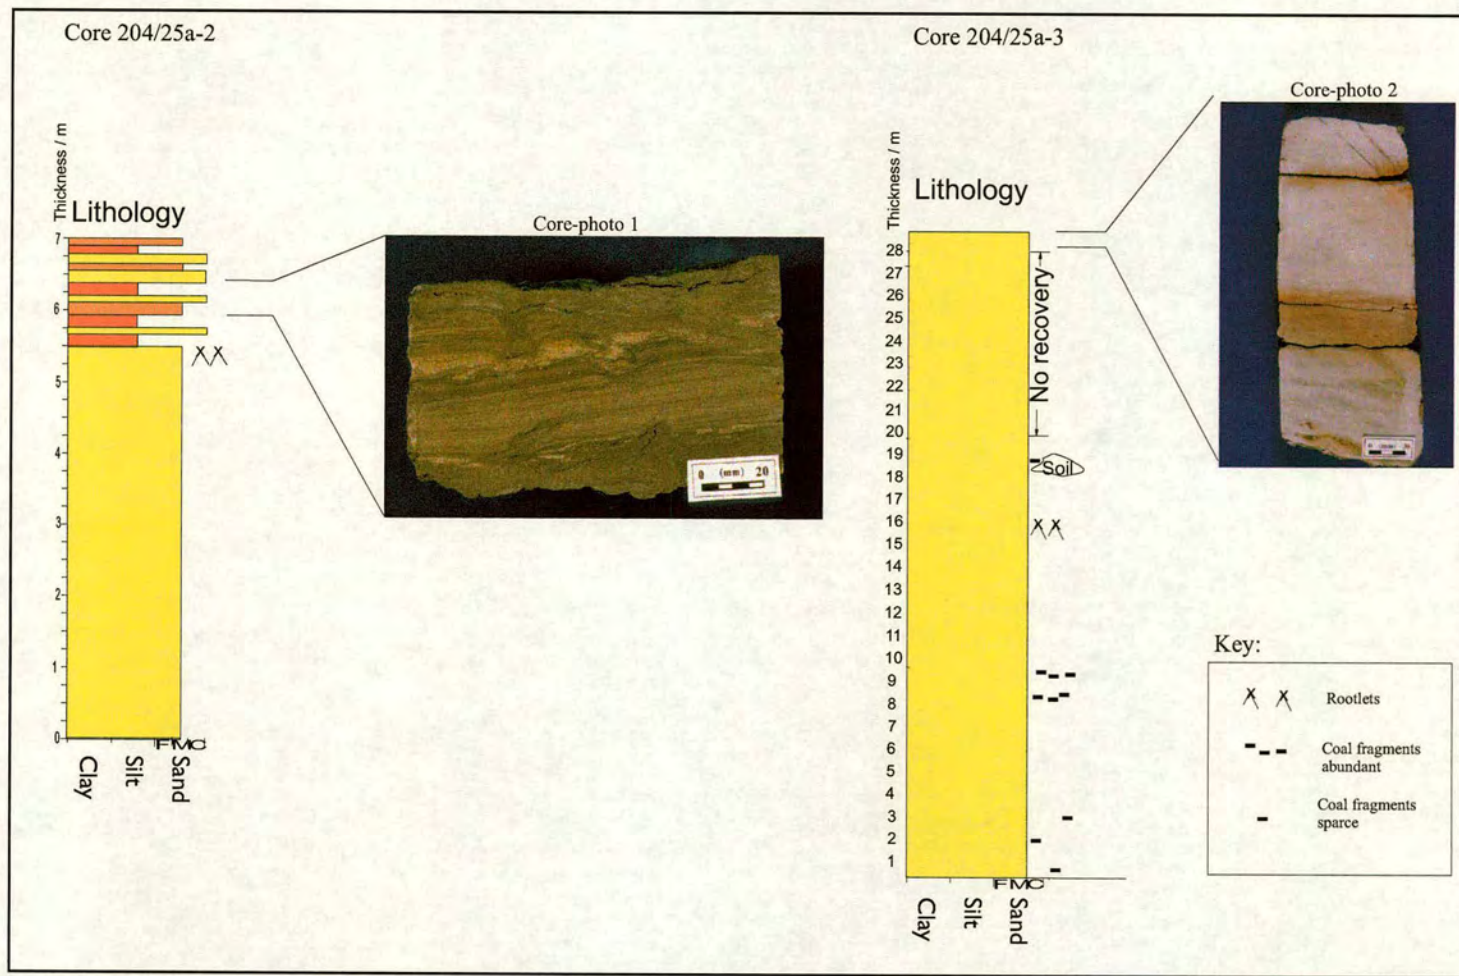 Core 204/25a-2
Thickness / m
Lithology
7
6
5
4
3
2
1
0
F M C
Clay
Silt
Sand
Core-photo 1
0 (mm) 20
Core 204/25a-3
Thickness / m
Lithology
28
27
26
25
24
23
22
21
20
19
18
17
16
15
14
13
12
11
10
9
8
7
6
5
4
3
2
1
No recovery
Soil
F M C
Clay
Silt
Sand
Core-photo 2
Key:
Rootlets
Coal fragments
abundant
Coal fragments
sparce